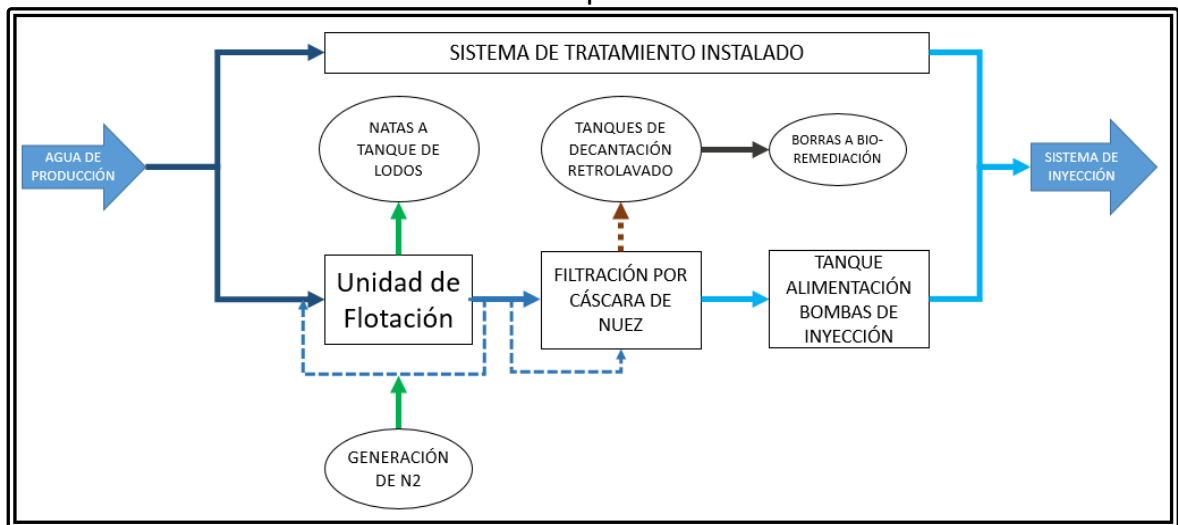 SISTEMA DE TRATAMIENTO INSTALADO
AGUA DE
PRODUCCIÓN
NATAS A
TANQUE DE
LODOS
TANQUES DE
DECANTACIÓN
RETROLAVADO
BORRAS A BIO-
REMEDIACIÓN
SISTEMA DE
INYECCIÓN
Unidad de
Flotación
FILTRACIÓN POR
CÁSCARA DE
NUEZ
TANQUE
ALIMENTACIÓN
BOMBAS DE
INYECCIÓN
GENERACIÓN
DE N2